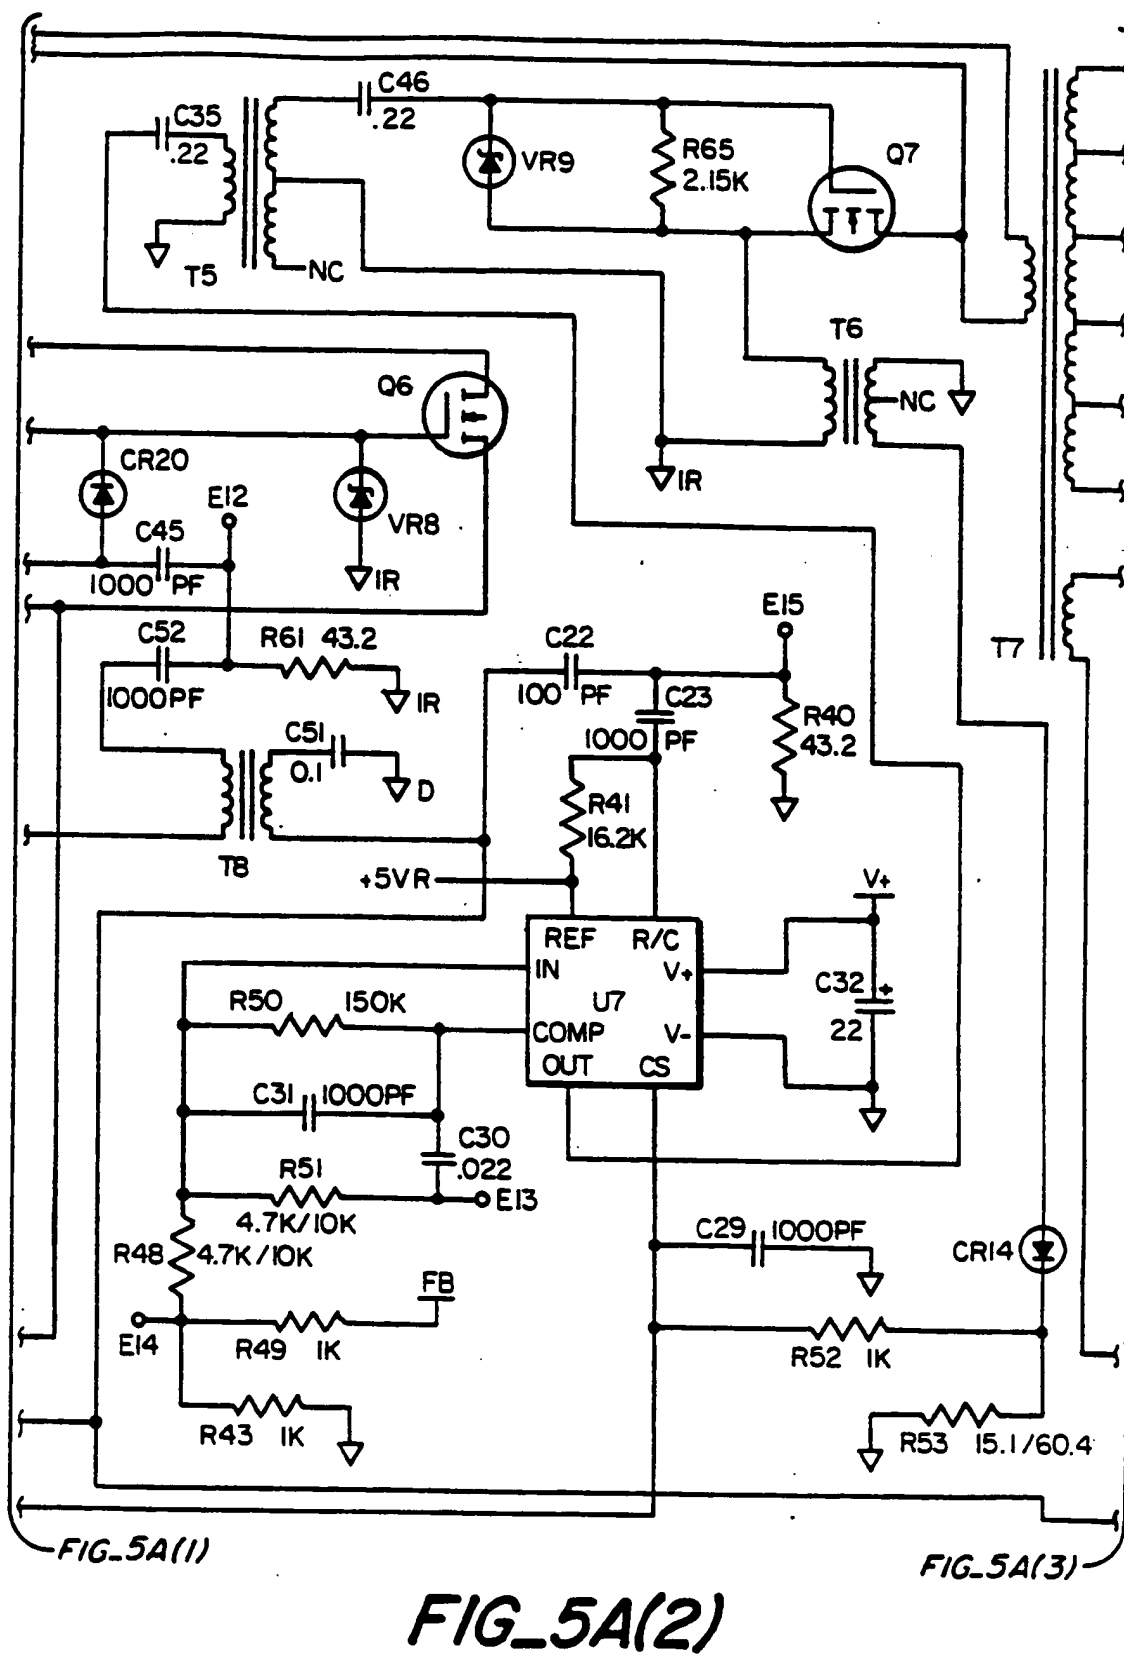 C46
.22
C35
.22
VR9
R65
2.15K
Q7
T5
NC
T6
Q6
NC
CR20
E12
IR
C45
VR8
1000 PF
IR
E15
C52
R61 43.2
C22
T7
1000PF
IR
100 PF
C23
R40
43.2
C51
0.1
1000 PF
D
R41
16.2K
T8
+5VR
V+
REF
R/C
IN
V+
R50
150K
U7
C32
+
22
COMP
V-
OUT
CS
C31
1000PF
C30
.022
R51
E13
4.7K/10K
R48
4.7K/10K
C29
1000PF
CR14
FB
E14
R49 1K
R52 1K
R43 1K
R53 15.1/60.4
FIG_5A(1)
FIG_5A(3)
FIG_5A(2)